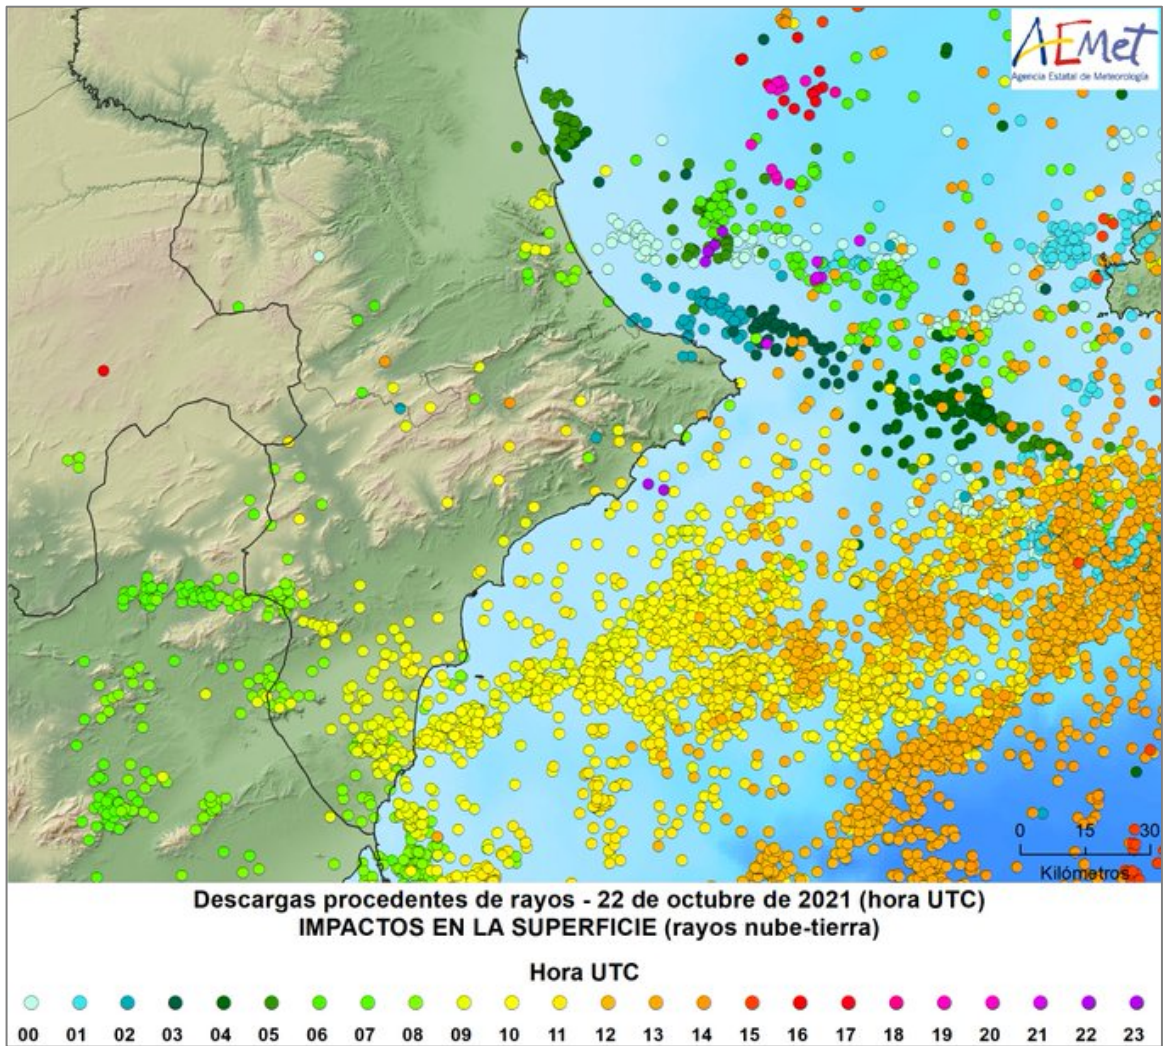 AEMet
Agencia Estatal de Meteorología
0 15 30
Kilómetros
Descargas procedentes de rayos - 22 de octubre de 2021 (hora UTC)
IMPACTOS EN LA SUPERFICIE (rayos nube-tierra)
Hora UTC
00 01 02 03 04 05 06 07 08 09 10 11 12 13 14 15 16 17 18 19 20 21 22 23